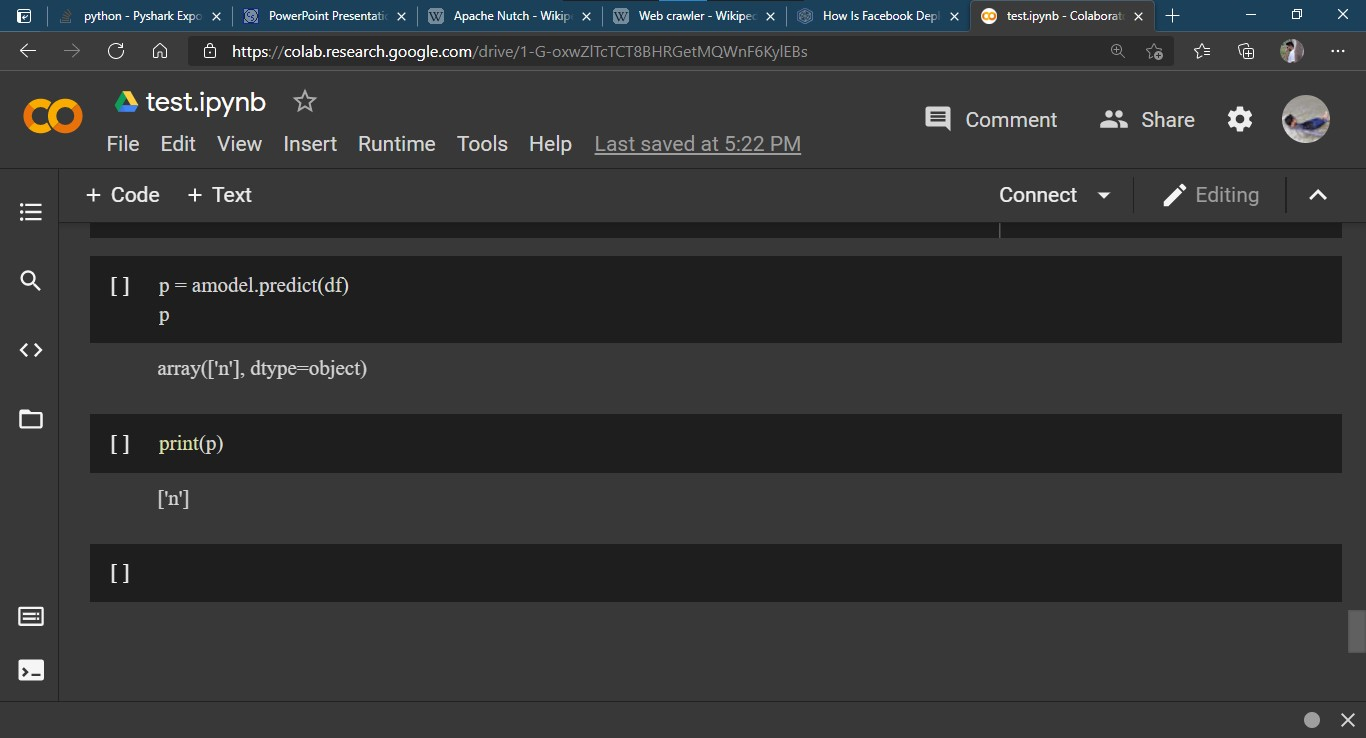 python - Pyshark Expo
PowerPoint Presentati
Apache Nutch - Wikip
Web crawler - Wikipe
How Is Facebook Depl
test.ipynb - Colaborat
https://colab.research.google.com/drive/1-G-oxwZlTcTCT8BHRGetMQWnF6KylEBs
test.ipynb
Comment
Share
File Edit View Insert Runtime Tools Help Last saved at 5:22 PM
+ Code + Text
Connect
Editing
[ ] p = amodel.predict(df)
p
array(['n'], dtype=object)
[ ] print(p)
['n']
[ ]